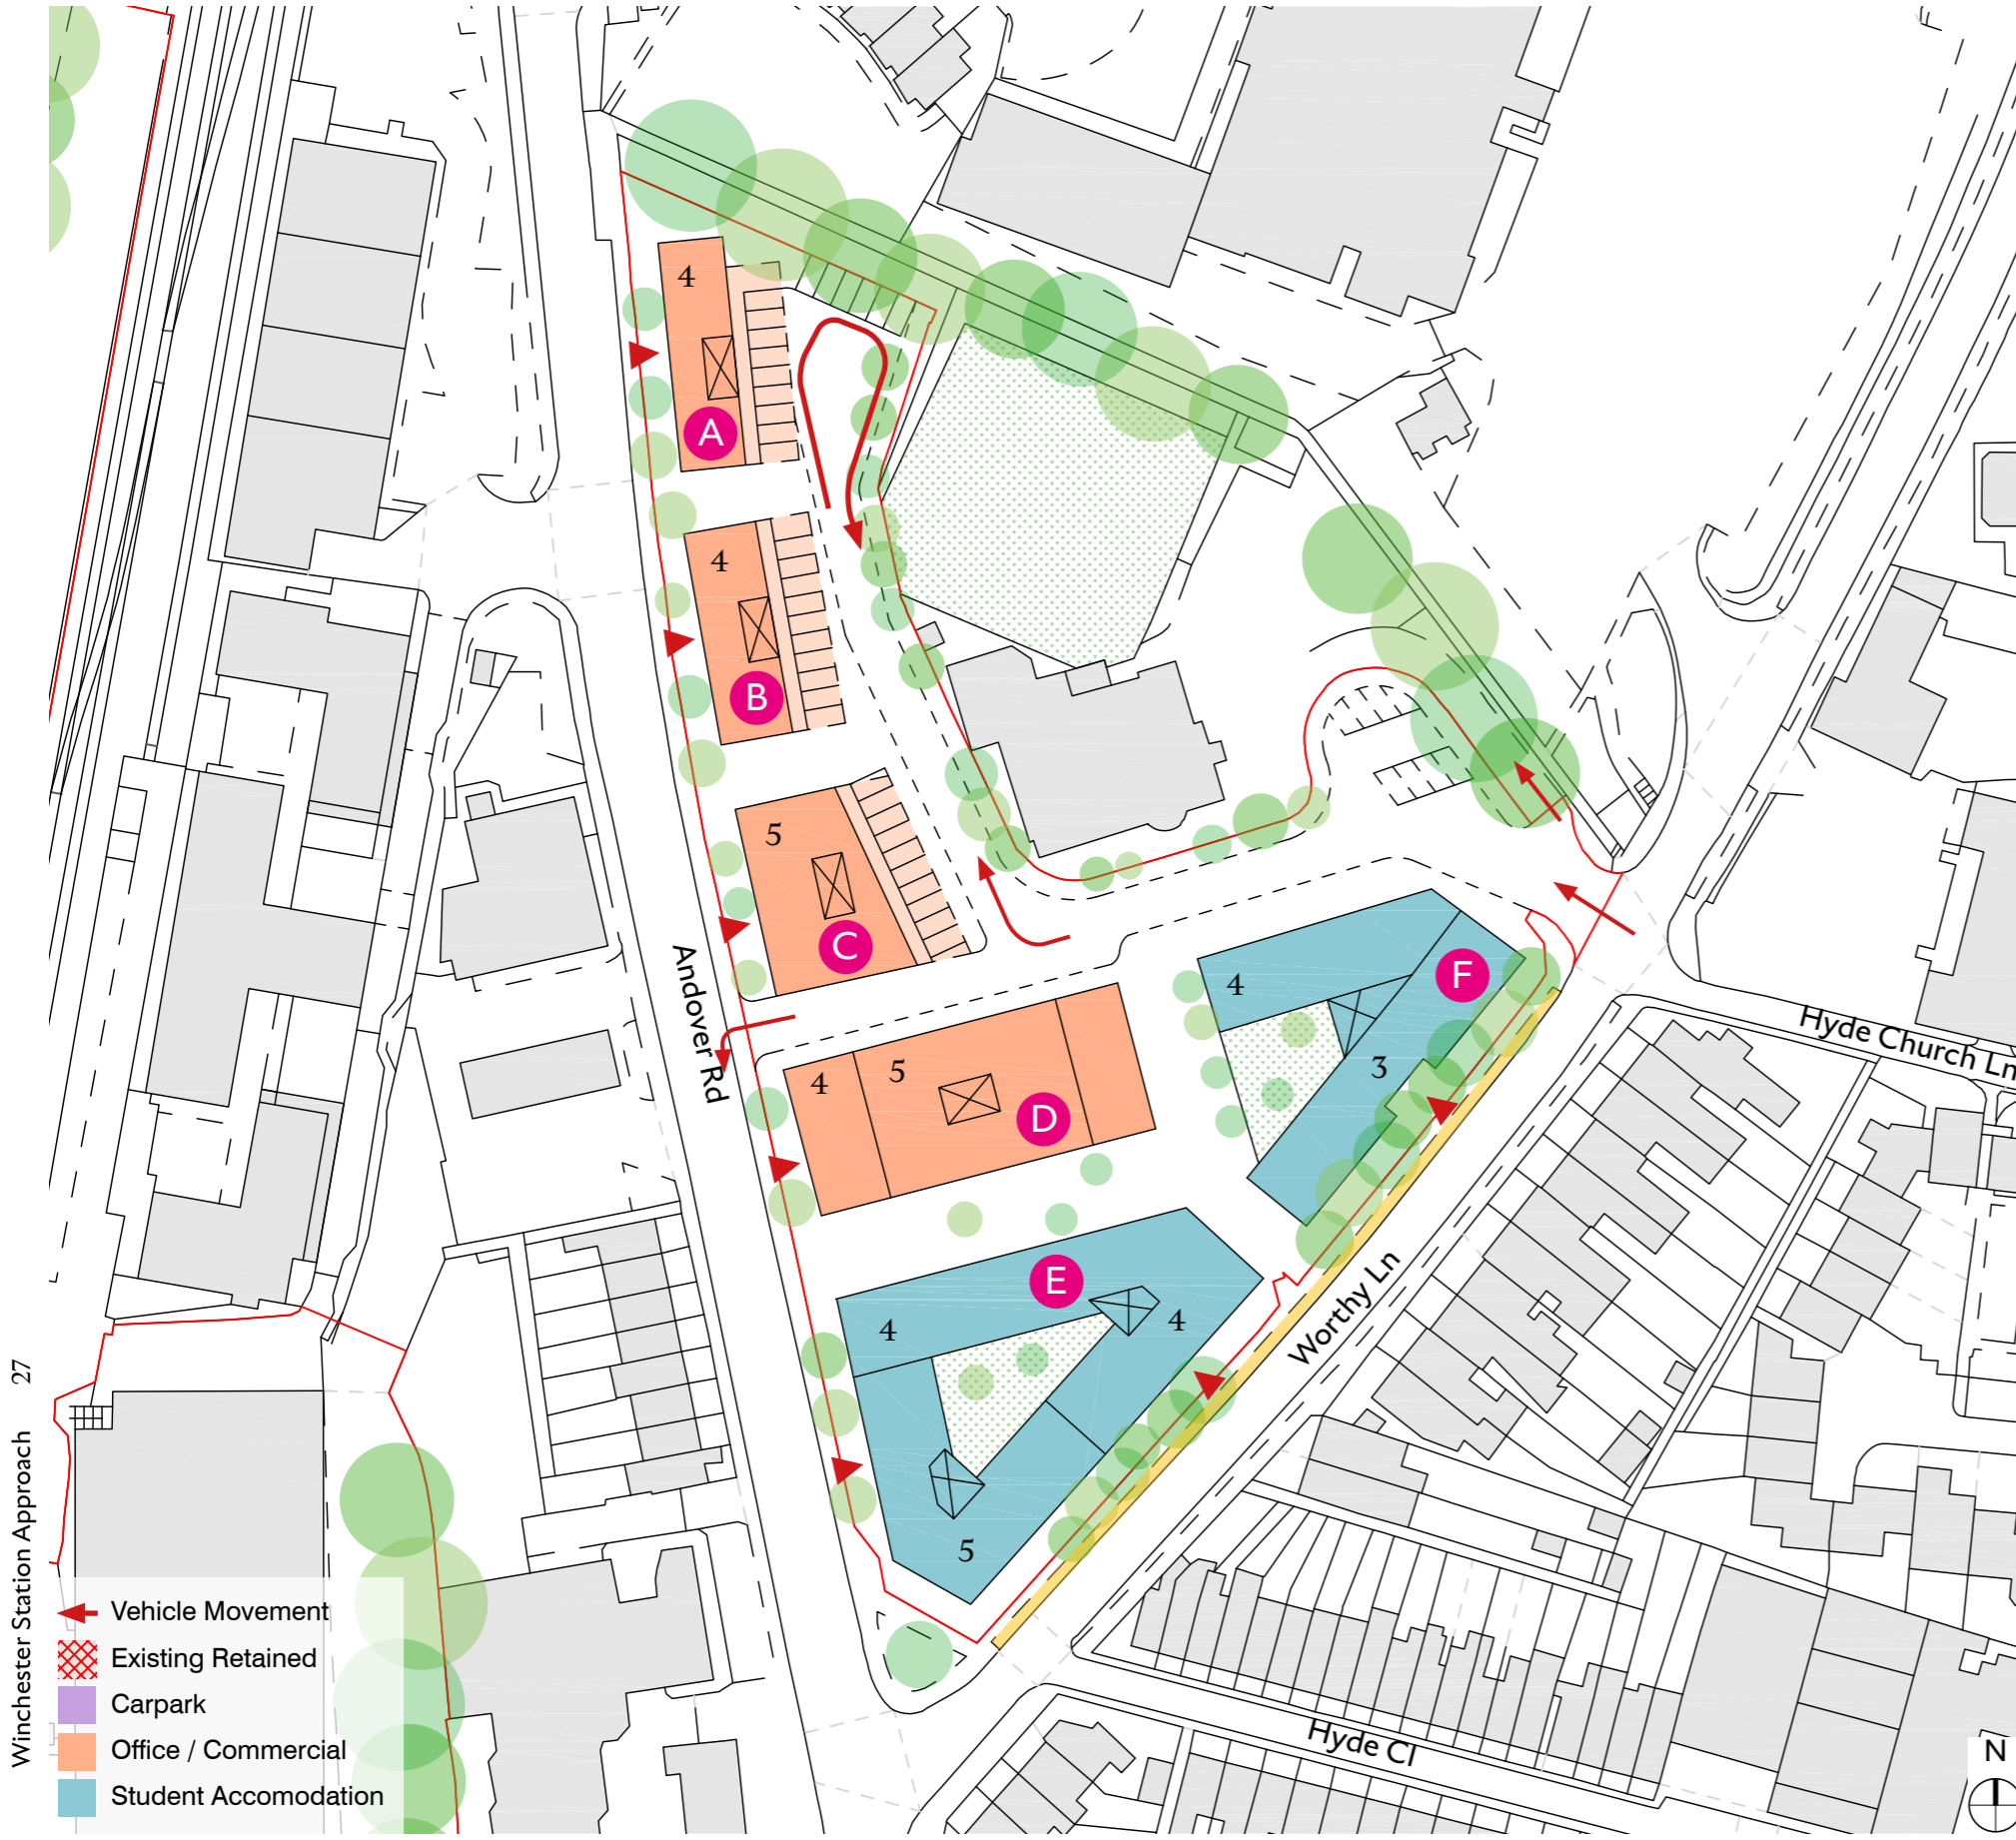 4
A
4
B
5
C
Andover Rd
4
5
D
4
F
3
Hyde Church Ln
E
4
4
5
Worthy Ln
Hyde Cl
N
Winchester Station Approach 27
Vehicle Movement
Existing Retained
Carpark
Office / Commercial
Student Accomodation